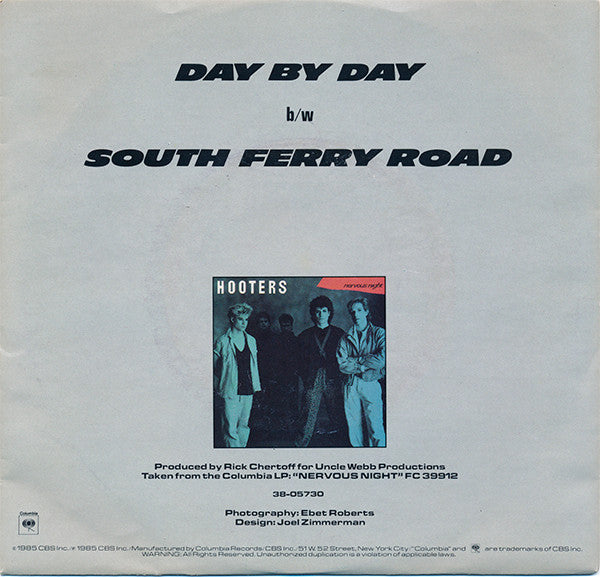 DAY BY DAY
b/w
SOUTH FERRY ROAD
HOOTERS
nervous night
Produced by Rick Chertoff for Uncle Webb Productions
Taken from the Columbia LP: "NERVOUS NIGHT" FC 39912
38-05730
Photography: Ebet Roberts
Design: Joel Zimmerman
Columbia
© 1985 CBS Inc./℗ 1985 CBS Inc./Manufactured by Columbia Records/CBS Inc./51 W. 52 Street, New York City/"Columbia" and are trademarks of CBS Inc.
WARNING: All Rights Reserved. Unauthorized duplication is a violation of applicable laws.